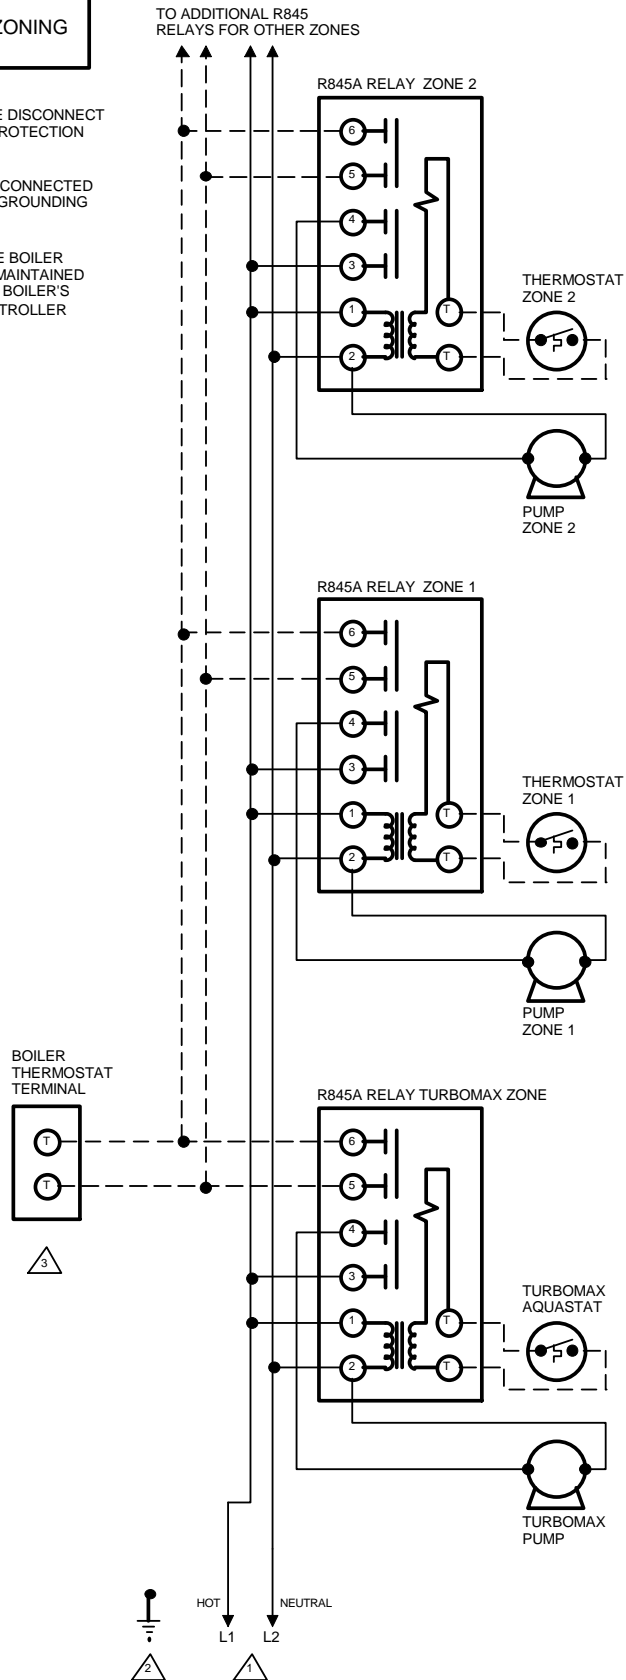 ZONING
TO ADDITIONAL R845
RELAYS FOR OTHER ZONES
E DISCONNECT
ROTECTION
CONNECTED
GROUNDING
E BOILER
MAINTAINED
BOILER'S
TROLLER
R845A RELAY ZONE 2
6
5
4
3
1
2
T
T
THERMOSTAT
ZONE 2
PUMP
ZONE 2
R845A RELAY ZONE 1
6
5
4
3
1
2
T
T
THERMOSTAT
ZONE 1
PUMP
ZONE 1
BOILER
THERMOSTAT
TERMINAL
T
T
3
R845A RELAY TURBOMAX ZONE
6
5
4
3
1
2
T
T
TURBOMAX
AQUASTAT
TURBOMAX
PUMP
HOT
NEUTRAL
L1 L2
2
1